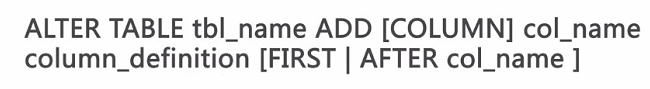 ALTER TABLE tbl_name ADD [COLUMN] col_name
column_definition [FIRST | AFTER col_name ]